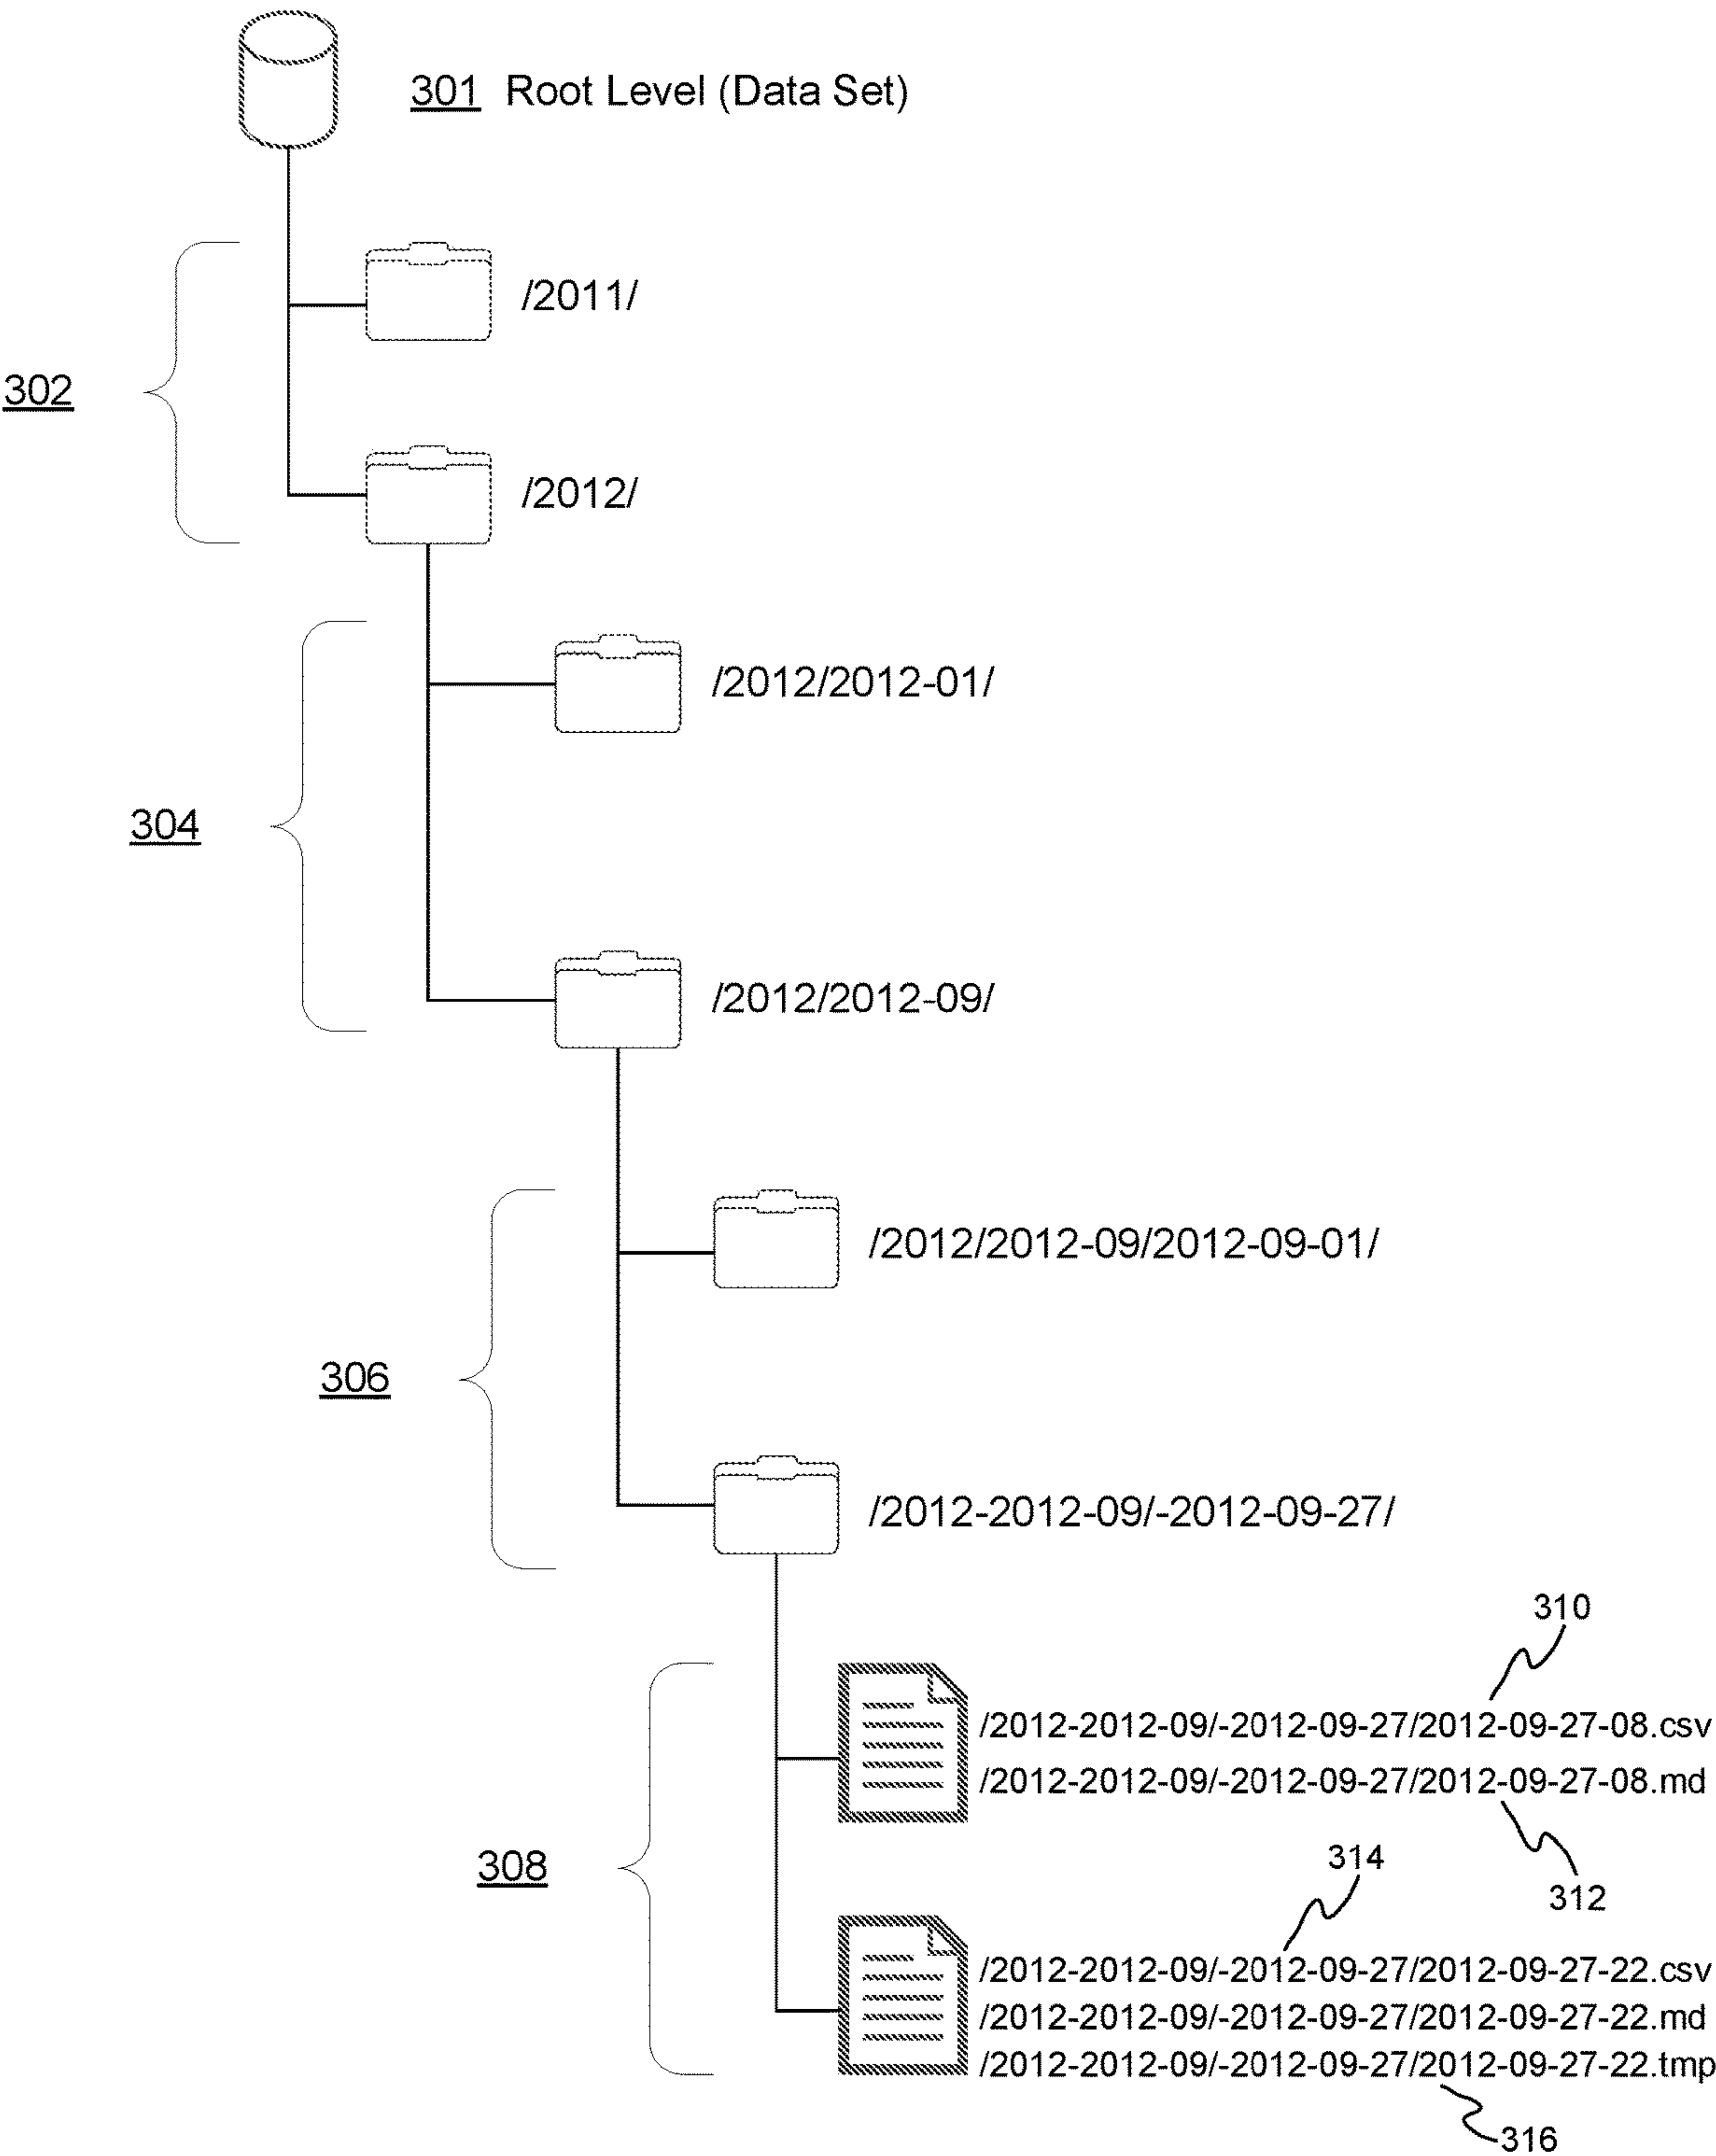 301 Root Level (Data Set)
/2011/
302
/2012/
/2012/2012-01/
304
/2012/2012-09/
/2012/2012-09/2012-09-01/
306
/2012-2012-09/-2012-09-27/
310
/2012-2012-09/-2012-09-27/2012-09-27-08.csv
/2012-2012-09/-2012-09-27/2012-09-27-08.md
308
314
312
/2012-2012-09/-2012-09-27/2012-09-27-22.csv
/2012-2012-09/-2012-09-27/2012-09-27-22.md
/2012-2012-09/-2012-09-27/2012-09-27-22.tmp
316